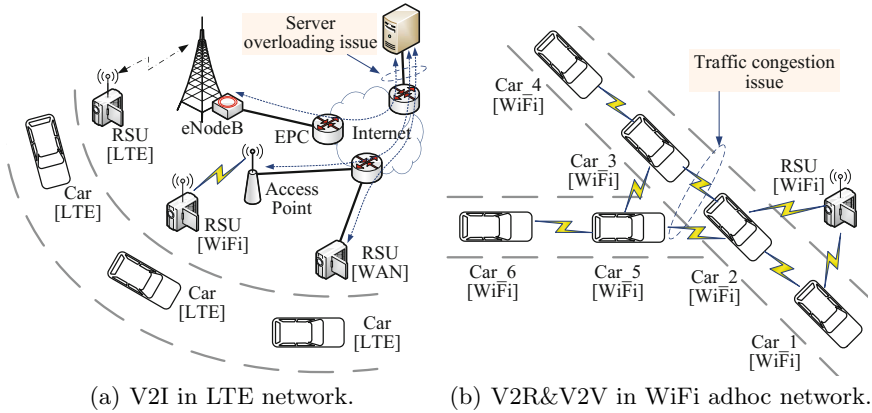 Server
overloading issue
eNodeB
EPC
Internet
RSU
[LTE]
Car
[LTE]
Access
Point
RSU
[WiFi]
RSU
[WAN]
Car
[LTE]
Car
[LTE]
(a) V2I in LTE network.
Car_4
[WiFi]
Traffic congestion
issue
Car_3
[WiFi]
RSU
[WiFi]
Car_6
[WiFi]
Car_5
[WiFi]
Car_2
[WiFi]
Car_1
[WiFi]
(b) V2R&V2V in WiFi adhoc network.